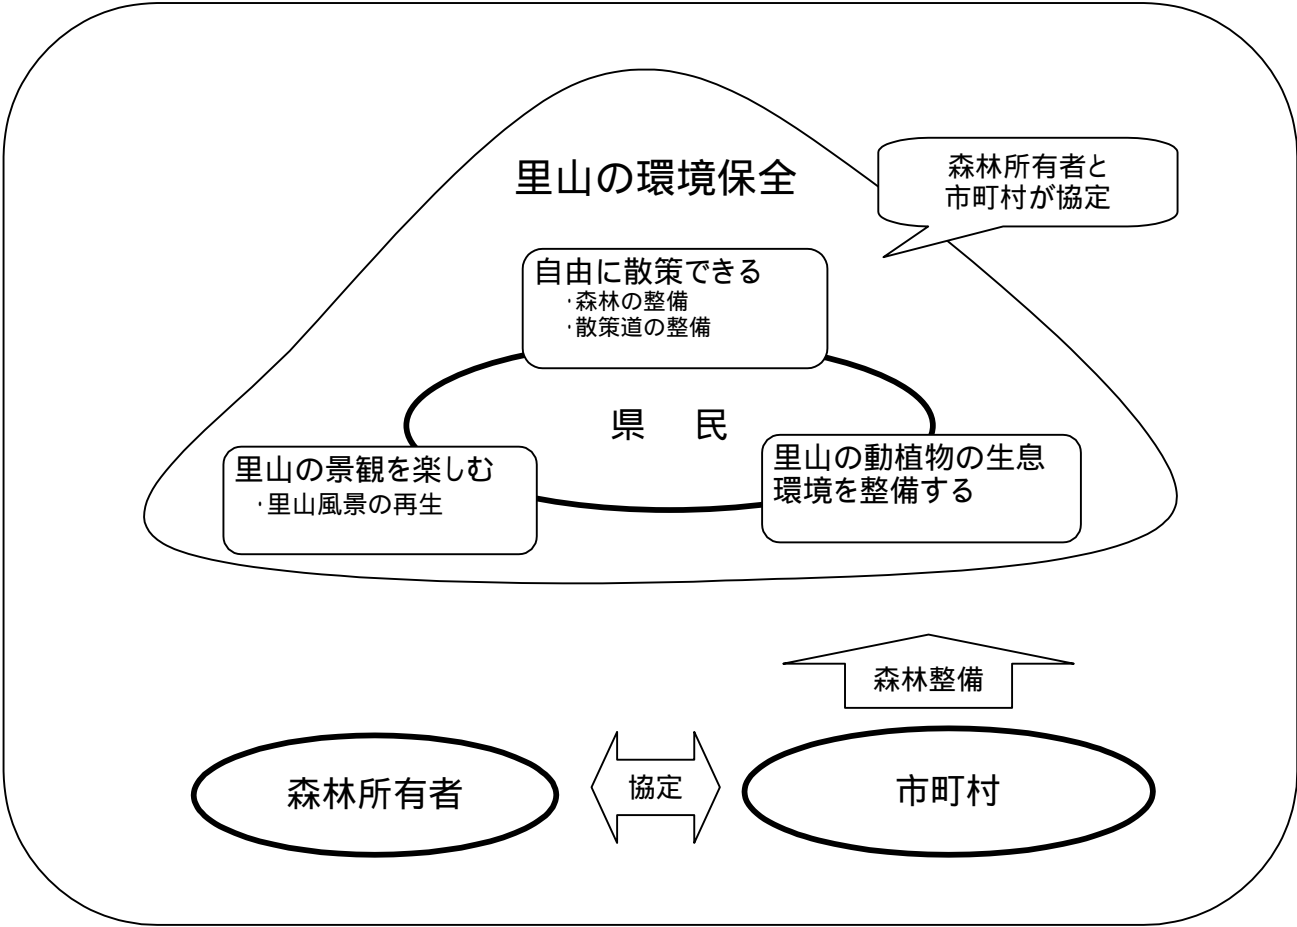 里山の環境保全
森林所有者と
市町村が協定
自由に散策できる
・森林の整備
・散策道の整備
県　民
里山の景観を楽しむ
・里山風景の再生
里山の動植物の生息
環境を整備する
森林整備
森林所有者
協定
市町村